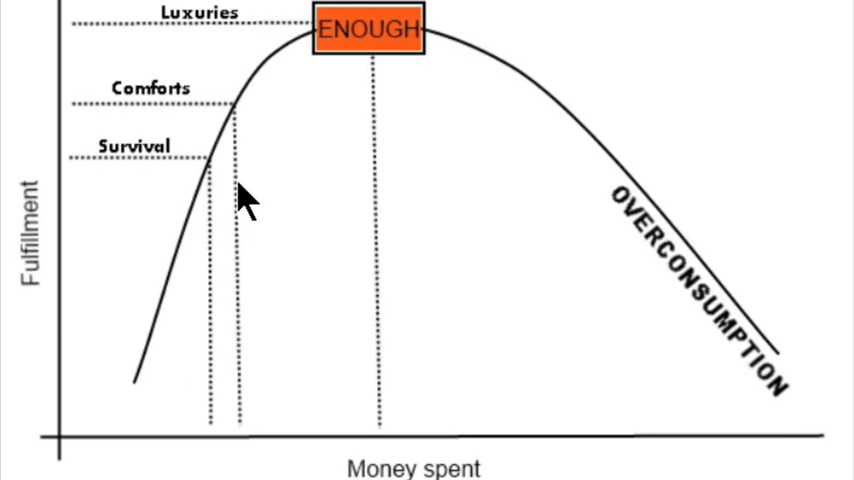 Luxuries
ENOUGH
Comforts
Survival
Fulfillment
OVERCONSUMPTION
Money spent